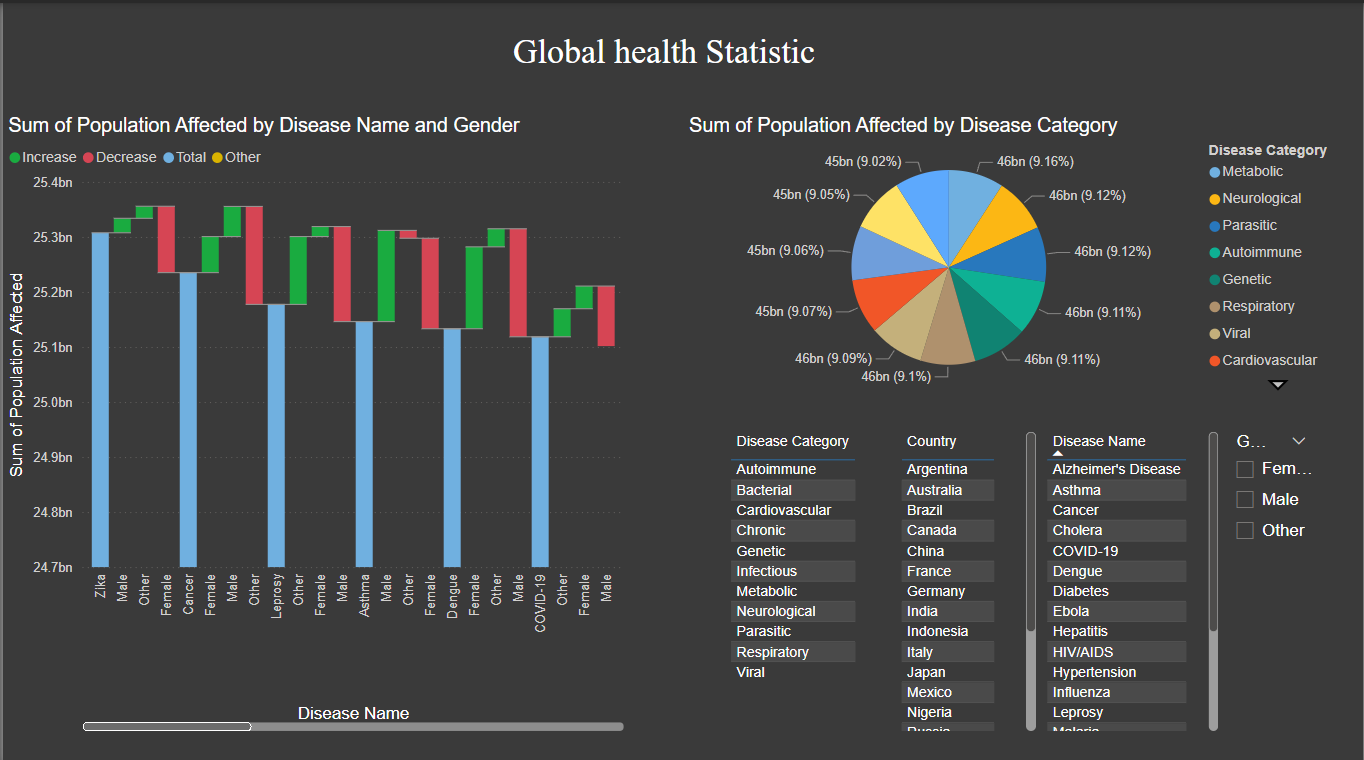 Global health Statistic
Sum of Population Affected by Disease Name and Gender
Increase Decrease Total Other
Sum of Population Affected
25.4bn
25.3bn
25.2bn
25.1bn
25.0bn
24.9bn
24.8bn
24.7bn
Zika
Male
Other
Female
Cancer
Female
Male
Other
Leprosy
Other
Female
Male
Asthma
Male
Other
Female
Dengue
Female
Other
Male
COVID-19
Other
Female
Male
Disease Name
Sum of Population Affected by Disease Category
46bn (9.16%)
46bn (9.12%)
46bn (9.12%)
46bn (9.11%)
46bn (9.11%)
46bn (9.1%)
46bn (9.09%)
45bn (9.07%)
45bn (9.06%)
45bn (9.05%)
45bn (9.02%)
Disease Category
Metabolic
Neurological
Parasitic
Autoimmune
Genetic
Respiratory
Viral
Cardiovascular
Disease Category
Autoimmune
Bacterial
Cardiovascular
Chronic
Genetic
Infectious
Metabolic
Neurological
Parasitic
Respiratory
Viral
Country
Argentina
Australia
Brazil
Canada
China
France
Germany
India
Indonesia
Italy
Japan
Mexico
Nigeria
Russia
Disease Name
Alzheimer's Disease
Asthma
Cancer
Cholera
COVID-19
Dengue
Diabetes
Ebola
Hepatitis
HIV/AIDS
Hypertension
Influenza
Leprosy
Malaria
G...
Fem...
Male
Other